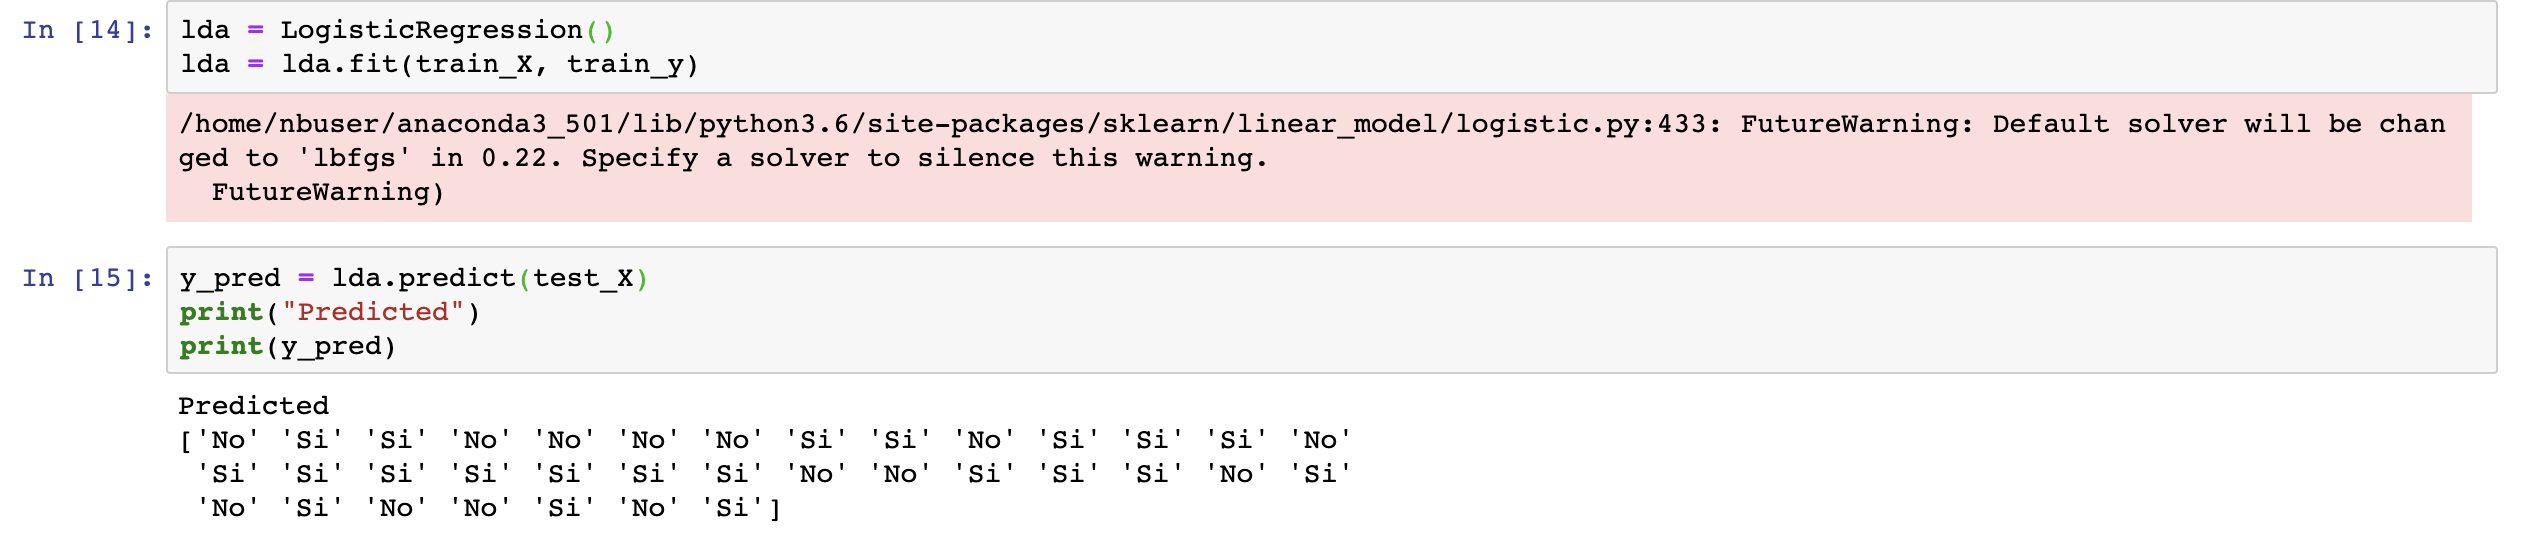 In [14]: lda = LogisticRegression()
lda = lda.fit(train_X, train_y)
/home/nbuser/anaconda3_501/lib/python3.6/site-packages/sklearn/linear_model/logistic.py:433: FutureWarning: Default solver will be chan
ged to 'lbfgs' in 0.22. Specify a solver to silence this warning.
  FutureWarning)
In [15]: y_pred = lda.predict(test_X)
print("Predicted")
print(y_pred)
Predicted
['No' 'Si' 'Si' 'No' 'No' 'No' 'No' 'Si' 'Si' 'No' 'Si' 'Si' 'Si' 'No'
 'Si' 'Si' 'Si' 'Si' 'Si' 'Si' 'Si' 'No' 'No' 'Si' 'Si' 'Si' 'No' 'Si'
 'No' 'Si' 'No' 'No' 'Si' 'No' 'Si']